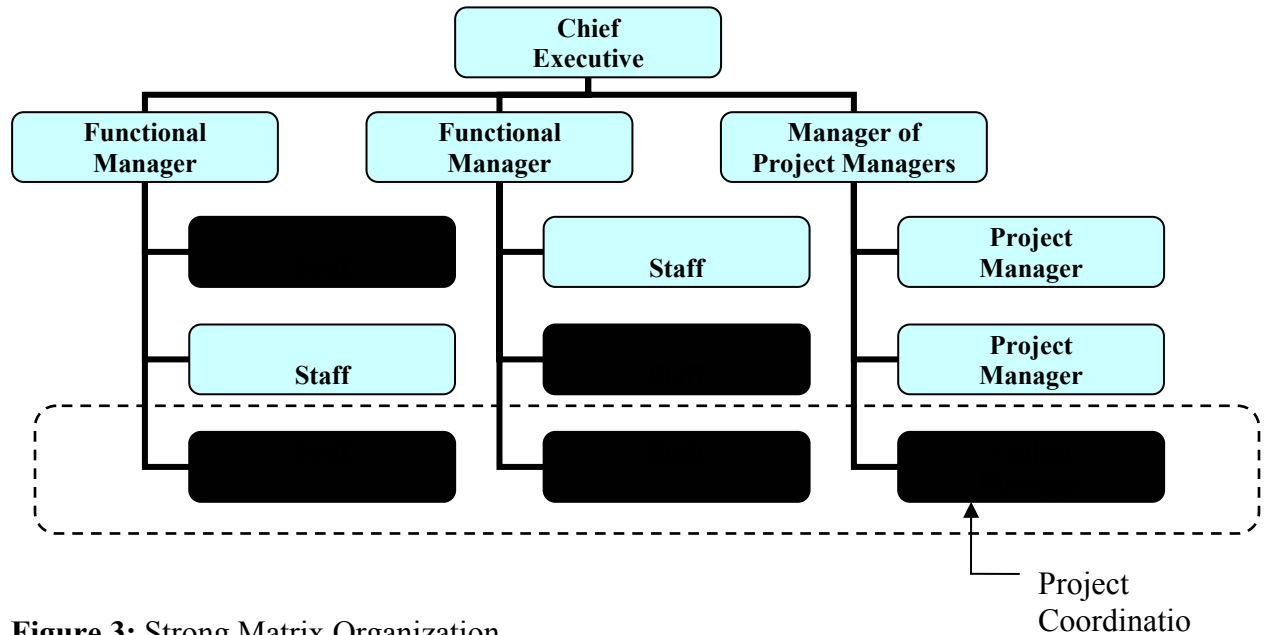 Chief
Executive
Functional
Manager
Functional
Manager
Manager of
Project Managers
Staff
Project
Manager
Staff
Project
Manager
Project
Coordinatio
Figure 3: Strong Matrix Organization